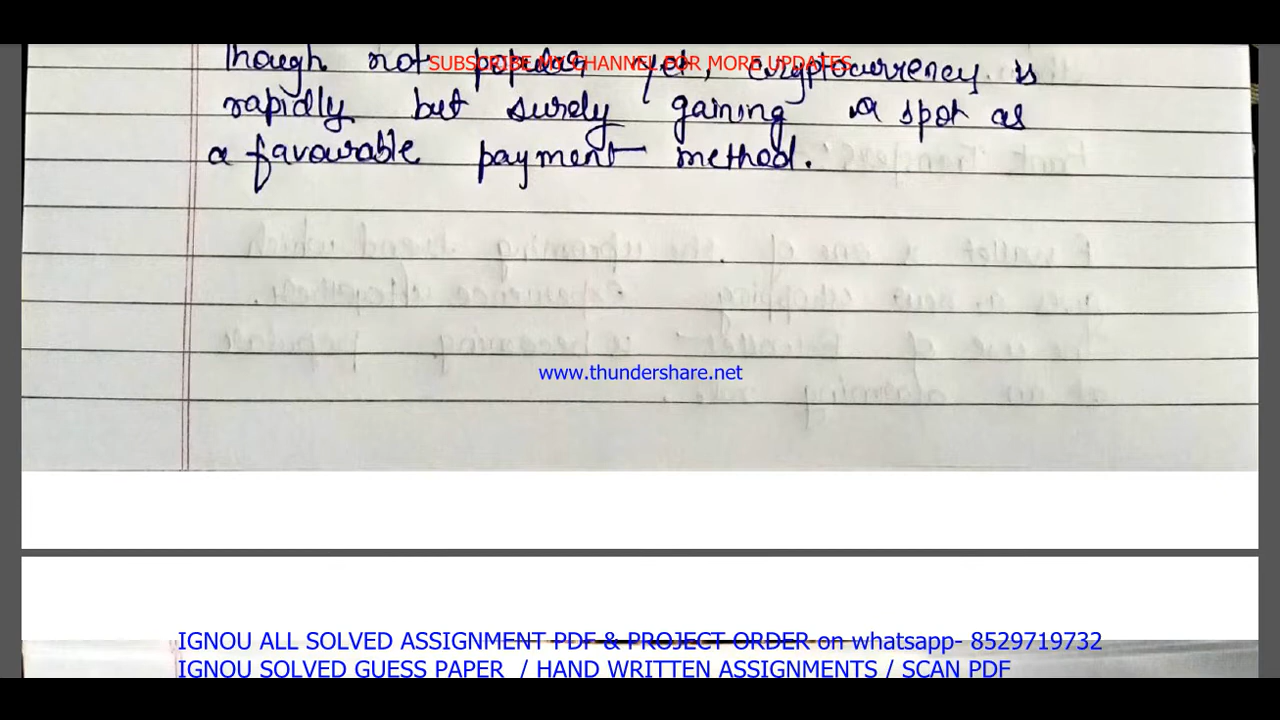 Though not popular yet, cryptocurrency is
SUBSCRIBE MY CHANNEL FOR MORE UPDATES
rapidly but surely gaining a spot as
a favourable payment method.
www.thundershare.net
IGNOU ALL SOLVED ASSIGNMENT PDF & PROJECT ORDER on whatsapp- 8529719732
IGNOU SOLVED GUESS PAPER / HAND WRITTEN ASSIGNMENTS / SCAN PDF